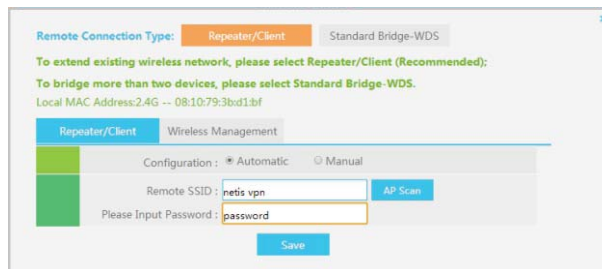 Remote Connection Type: Repeater/Client Standard Bridge-WDS
To extend existing wireless network, please select Repeater/Client (Recommended);
To bridge more than two devices, please select Standard Bridge-WDS.
Local MAC Address:2.4G -- 08:10:79:3b:d1:bf
Repeater/Client Wireless Management
Configuration : Automatic Manual
Remote SSID : netis vpn AP Scan
Please Input Password : password
Save